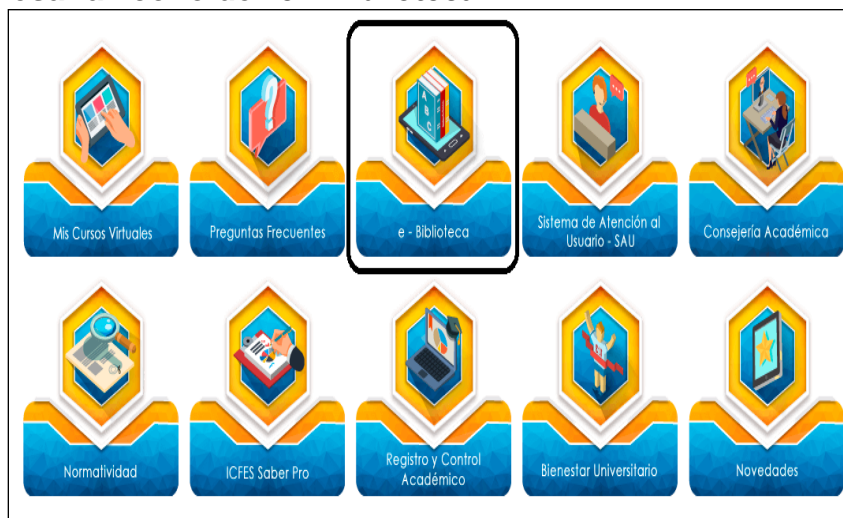 Mis Cursos Virtuales
Preguntas Frecuentes
A
B
C
e - Biblioteca
Sistema de Atención al
Usuario - SAU
Consejería Académica
Normatividad
ICFES Saber Pro
Registro y Control
Académico
Bienestar Universitario
Novedades